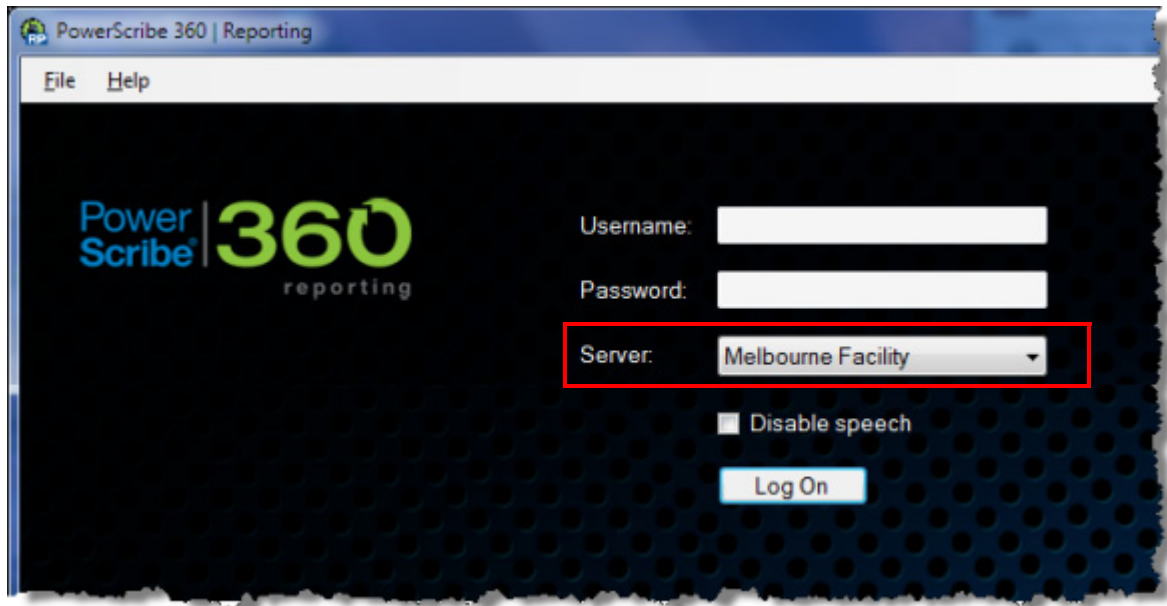 PowerScribe 360 | Reporting
File Help
Power
Scribe®
360
reporting
Username:
Password:
Server: Melbourne Facility
Disable speech
Log On